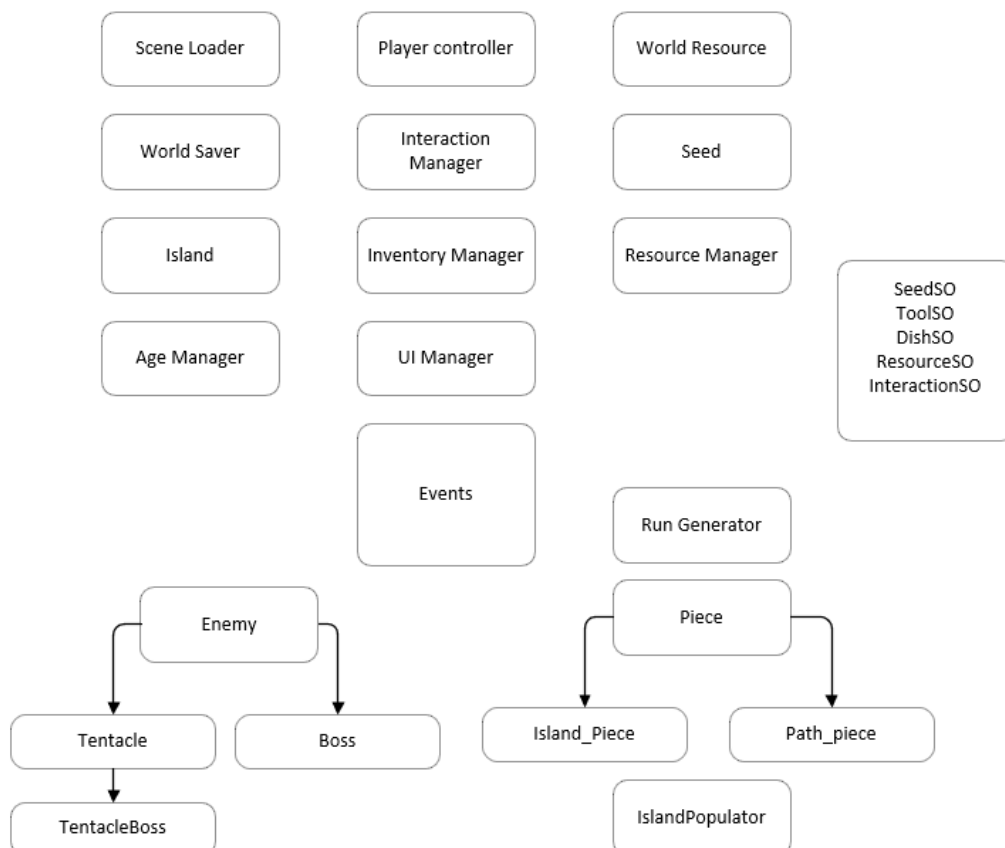 Scene Loader
Player controller
World Resource
World Saver
Interaction
Manager
Seed
Island
Inventory Manager
Resource Manager
SeedSO
ToolSO
DishSO
ResourceSO
InteractionSO
Age Manager
UI Manager
Events
Run Generator
Enemy
Piece
Tentacle
Boss
Island_Piece
Path_piece
TentacleBoss
IslandPopulator